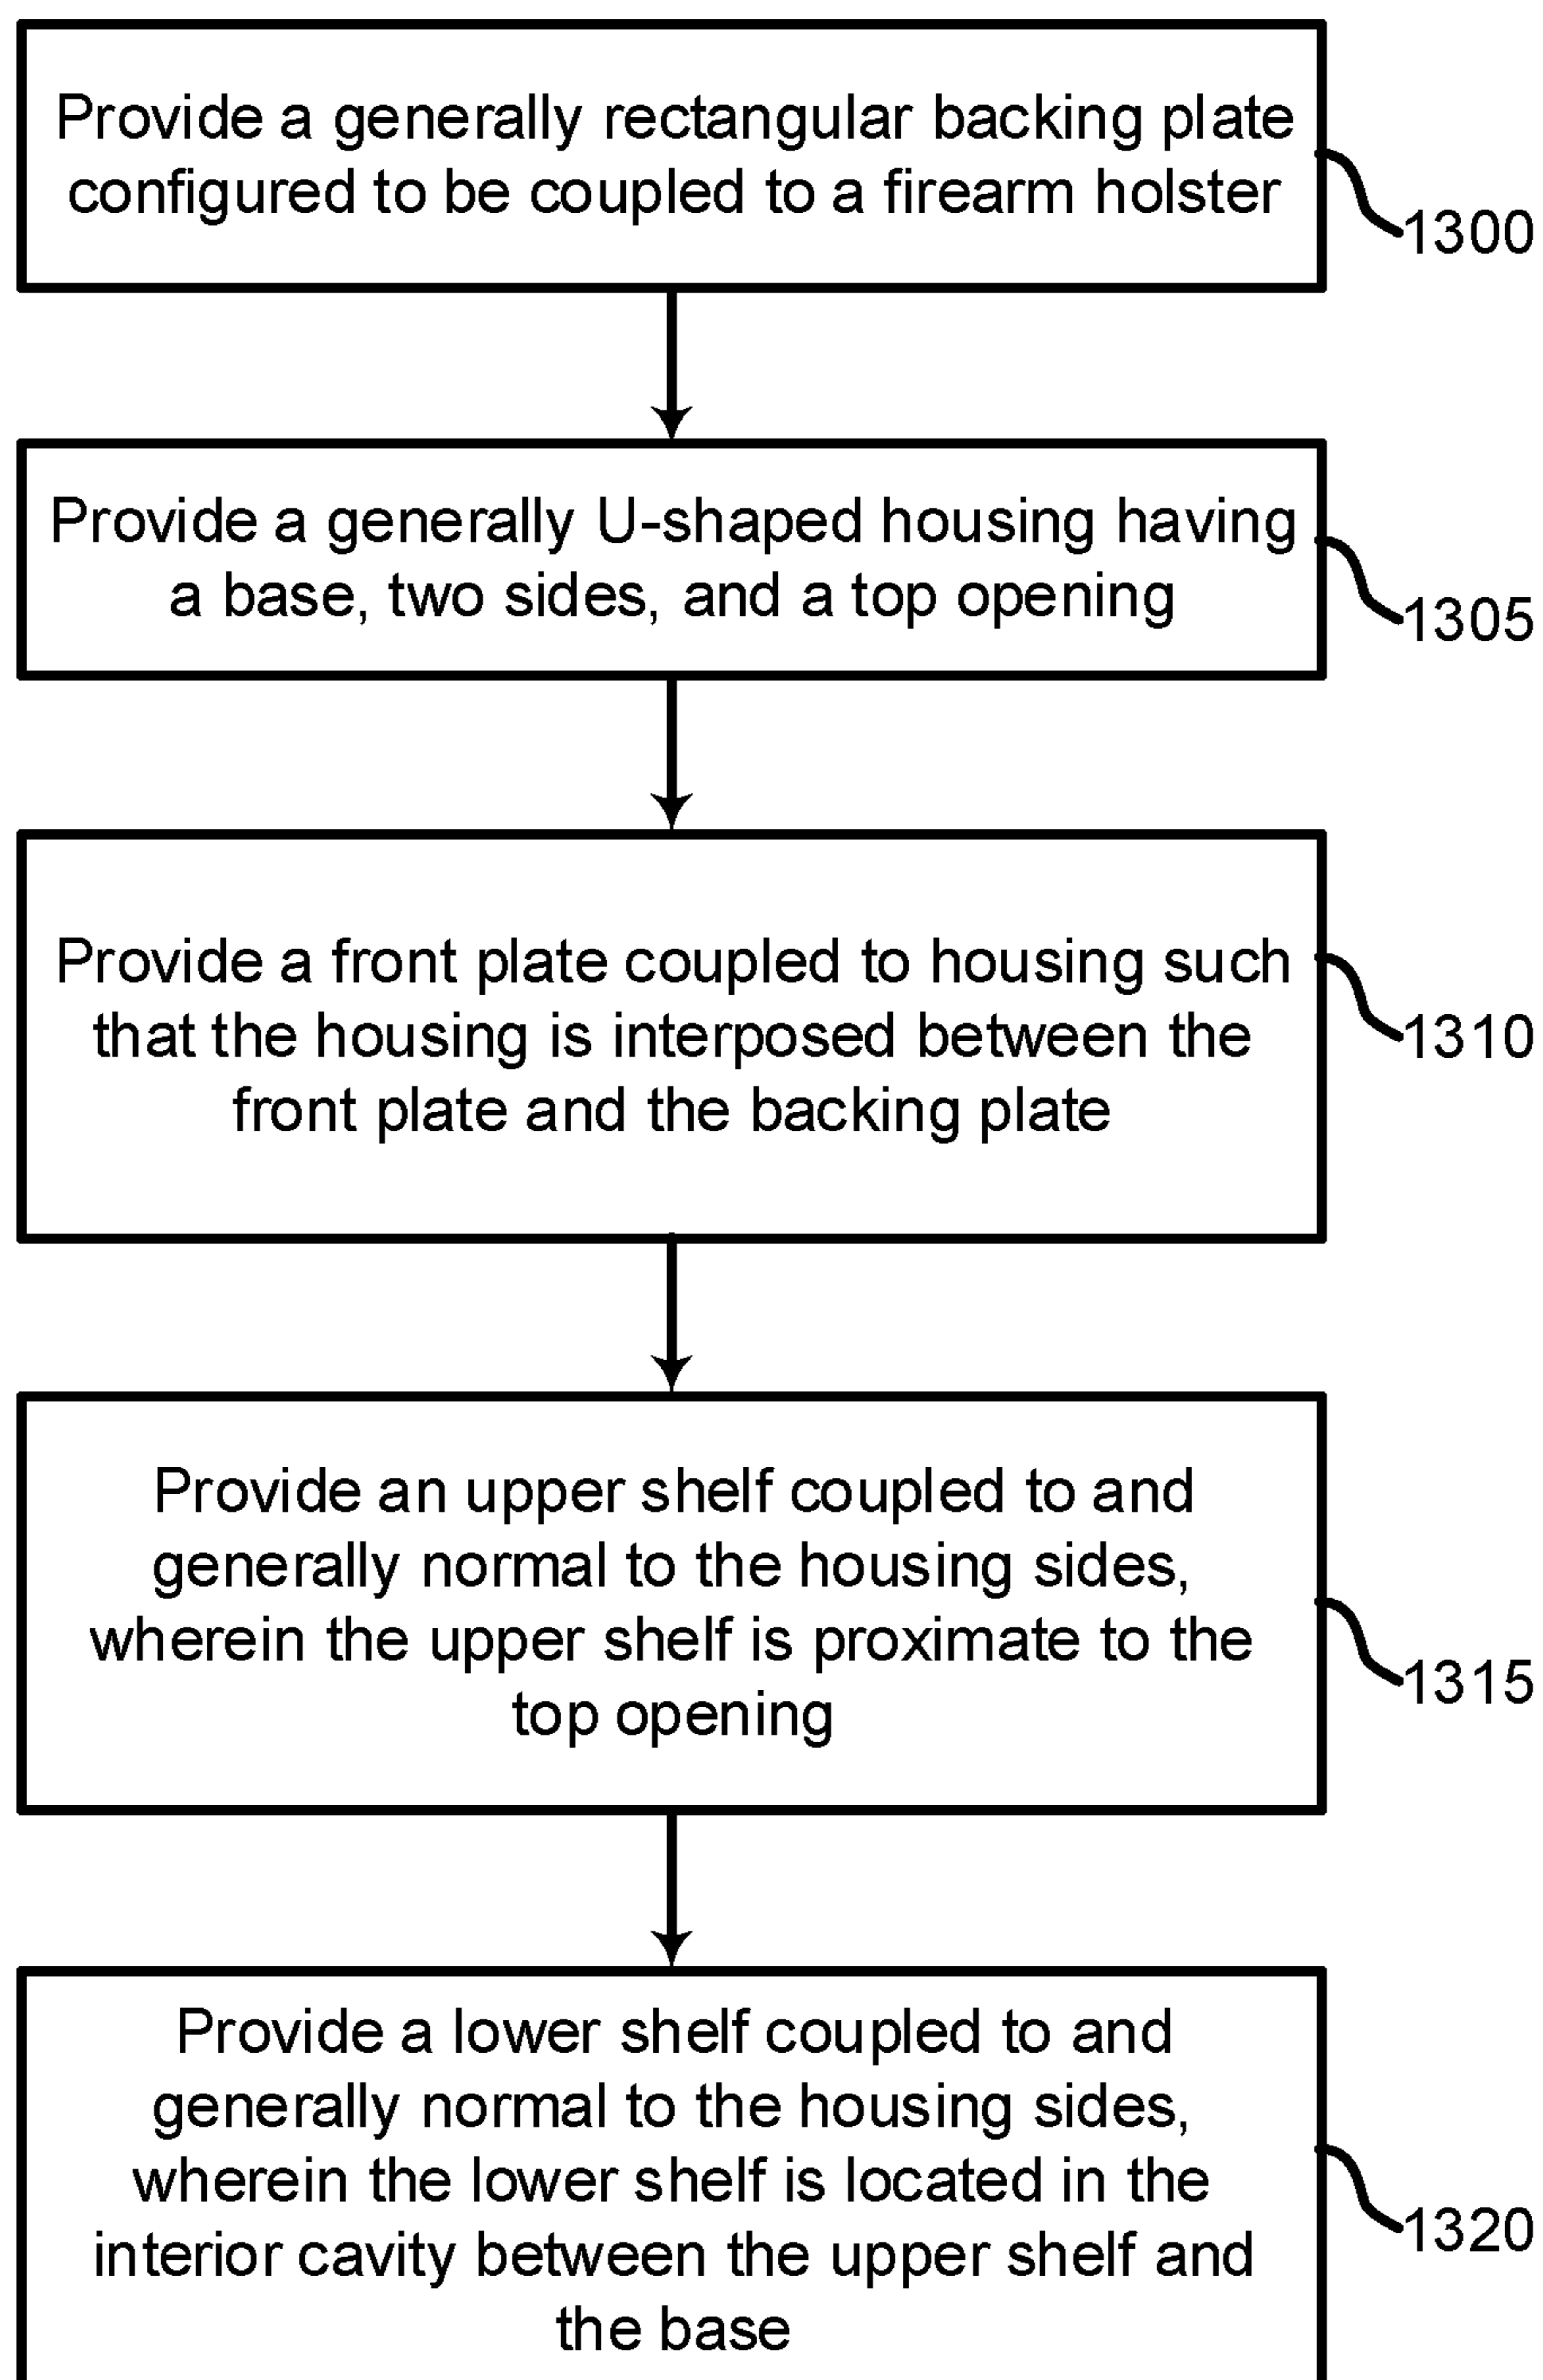 Provide a generally rectangular backing plate
configured to be coupled to a firearm holster
1300
Provide a generally U-shaped housing having
a base, two sides, and a top opening
1305
Provide a front plate coupled to housing such
that the housing is interposed between the
front plate and the backing plate
1310
Provide an upper shelf coupled to and
generally normal to the housing sides,
wherein the upper shelf is proximate to the
top opening
1315
Provide a lower shelf coupled to and
generally normal to the housing sides,
wherein the lower shelf is located in the
interior cavity between the upper shelf and
the base
1320